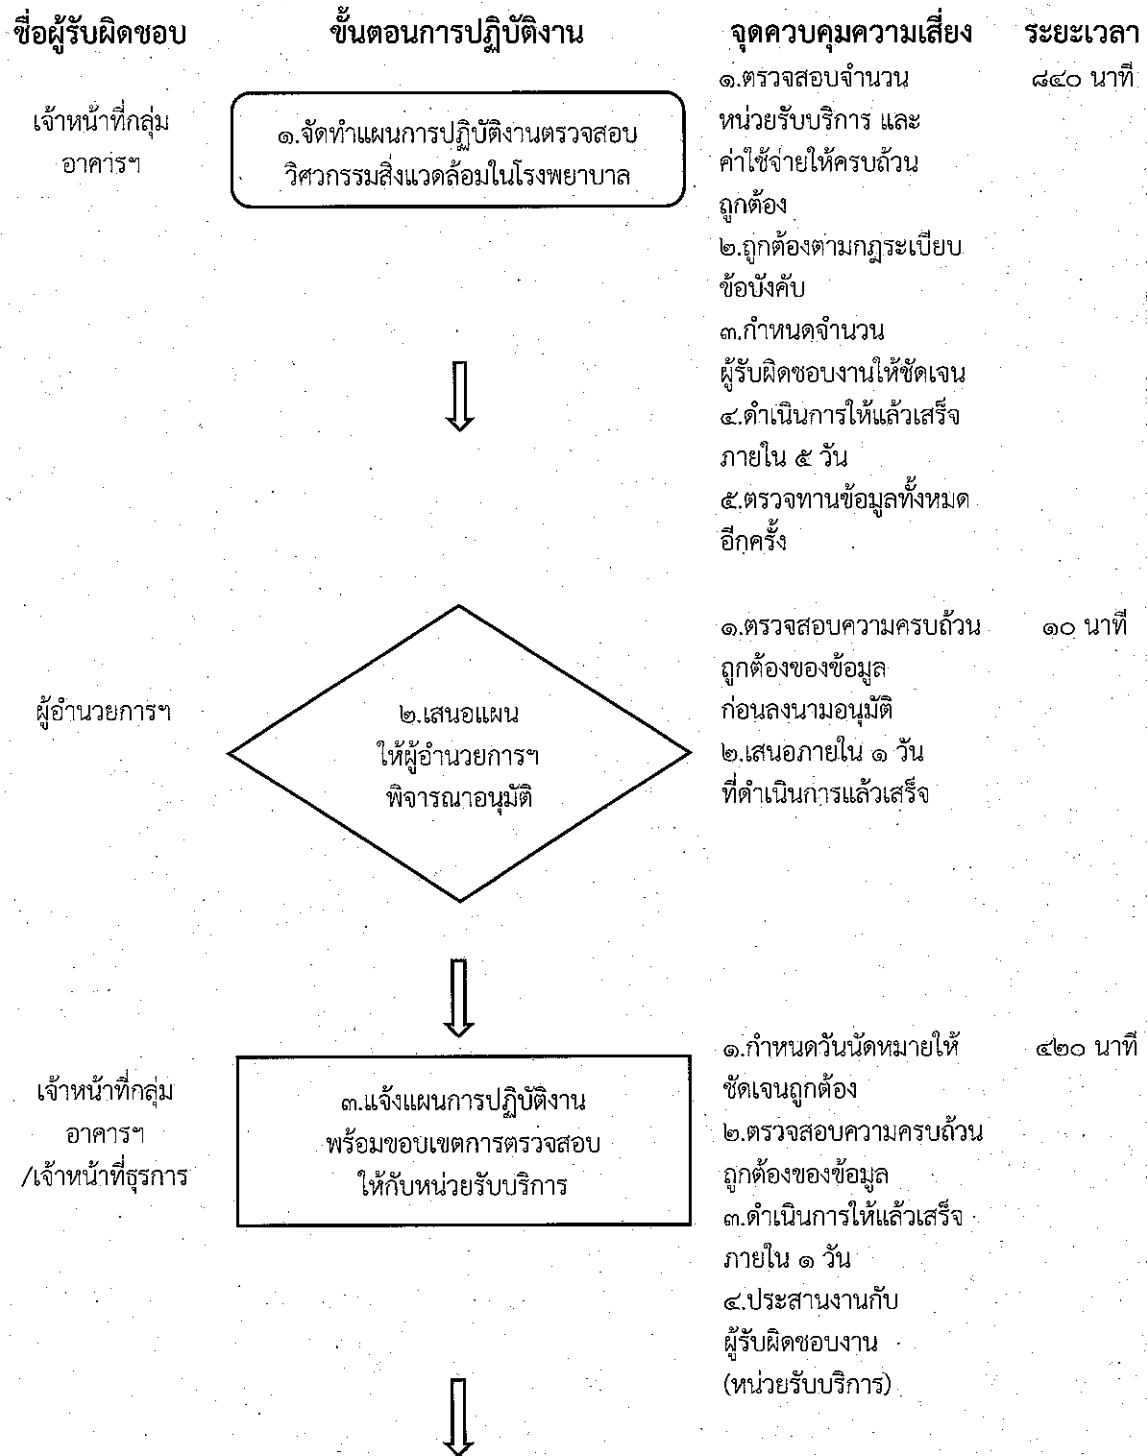 ชื่อผู้รับผิดชอบ ขั้นตอนการปฏิบัติงาน จุดควบคุมความเสี่ยง ระยะเวลา
เจ้าหน้าที่กลุ่ม
อาคารฯ
๑.จัดทำแผนการปฏิบัติงานตรวจสอบ
วิศวกรรมสิ่งแวดล้อมในโรงพยาบาล
๑.ตรวจสอบจำนวน
หน่วยรับบริการ และ
ค่าใช้จ่ายให้ครบถ้วน
ถูกต้อง
๒.ถูกต้องตามกฎระเบียบ
ข้อบังคับ
๓.กำหนดจำนวน
ผู้รับผิดชอบงานให้ชัดเจน
๔.ดำเนินการให้แล้วเสร็จ
ภายใน ๕ วัน
๕.ตรวจทานข้อมูลทั้งหมด
อีกครั้ง
๘๔๐ นาที
ผู้อำนวยการฯ
๒.เสนอแผน
ให้ผู้อำนวยการฯ
พิจารณาอนุมัติ
๑.ตรวจสอบความครบถ้วน
ถูกต้องของข้อมูล
ก่อนลงนามอนุมัติ
๒.เสนอภายใน ๑ วัน
ที่ดำเนินการแล้วเสร็จ
๑๐ นาที
เจ้าหน้าที่กลุ่ม
อาคารฯ
/เจ้าหน้าที่ธุรการ
๓.แจ้งแผนการปฏิบัติงาน
พร้อมขอบเขตการตรวจสอบ
ให้กับหน่วยรับบริการ
๑.กำหนดวันนัดหมายให้
ชัดเจนถูกต้อง
๒.ตรวจสอบความครบถ้วน
ถูกต้องของข้อมูล
๓.ดำเนินการให้แล้วเสร็จ
ภายใน ๑ วัน
๔.ประสานงานกับ
ผู้รับผิดชอบงาน
(หน่วยรับบริการ)
๔๒๐ นาที